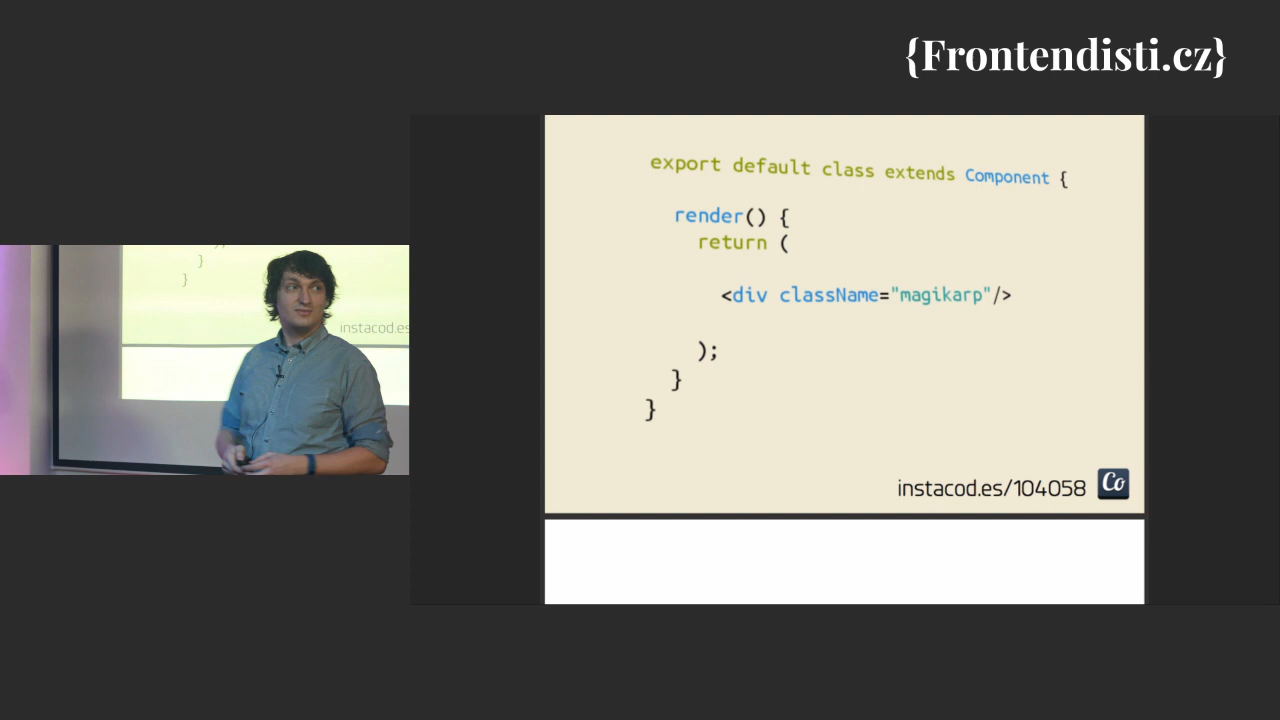 {Frontendisti.cz}
export default class extends Component {
render() {
return (
<div className="magikarp"/>
);
}
}
instacod.es/104058 Co
}
}
instacod.es